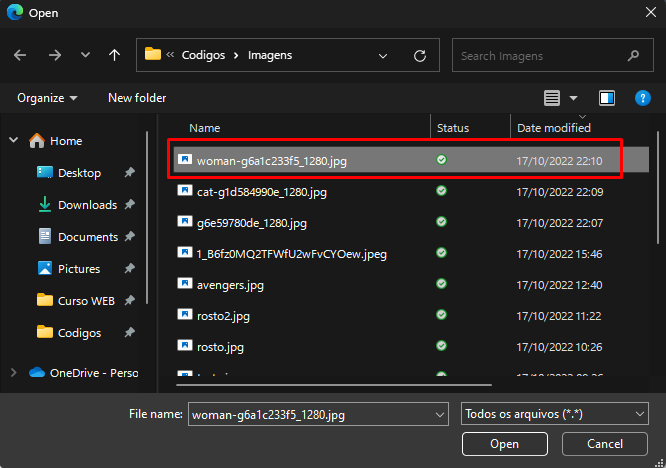 Open
Codigos > Imagens
Search Imagens
Organize
New folder
Name Status Date modified
Home
Desktop
Downloads
Documents
Pictures
Curso WEB
Codigos
OneDrive - Perso
woman-g6a1c233f5_1280.jpg 17/10/2022 22:10
cat-g1d584990e_1280.jpg 17/10/2022 22:09
g6e59780de_1280.jpg 17/10/2022 22:07
1_B6fz0MQ2TFWfU2wFvCYOew.jpeg 17/10/2022 15:46
avengers.jpg 17/10/2022 12:40
rosto2.jpg 17/10/2022 11:22
rosto.jpg 17/10/2022 10:26
File name: woman-g6a1c233f5_1280.jpg
Todos os arquivos (*.*)
Open
Cancel